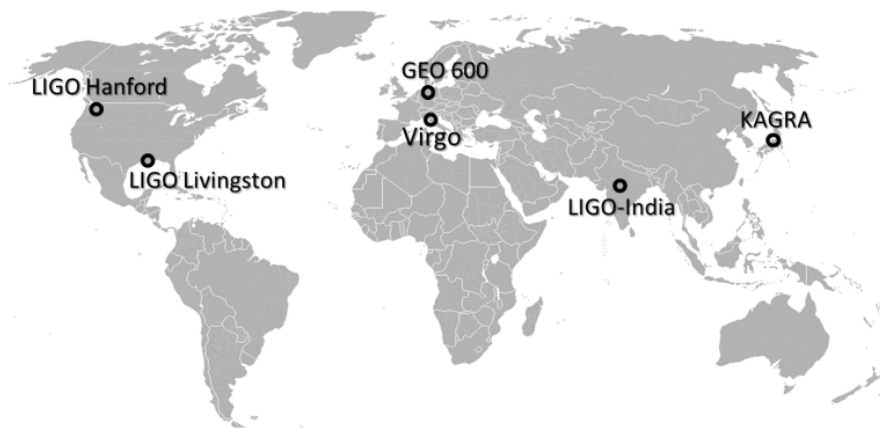 GEO 600
LIGO Hanford
KAGRA
Virgo
LIGO Livingston
LIGO-India